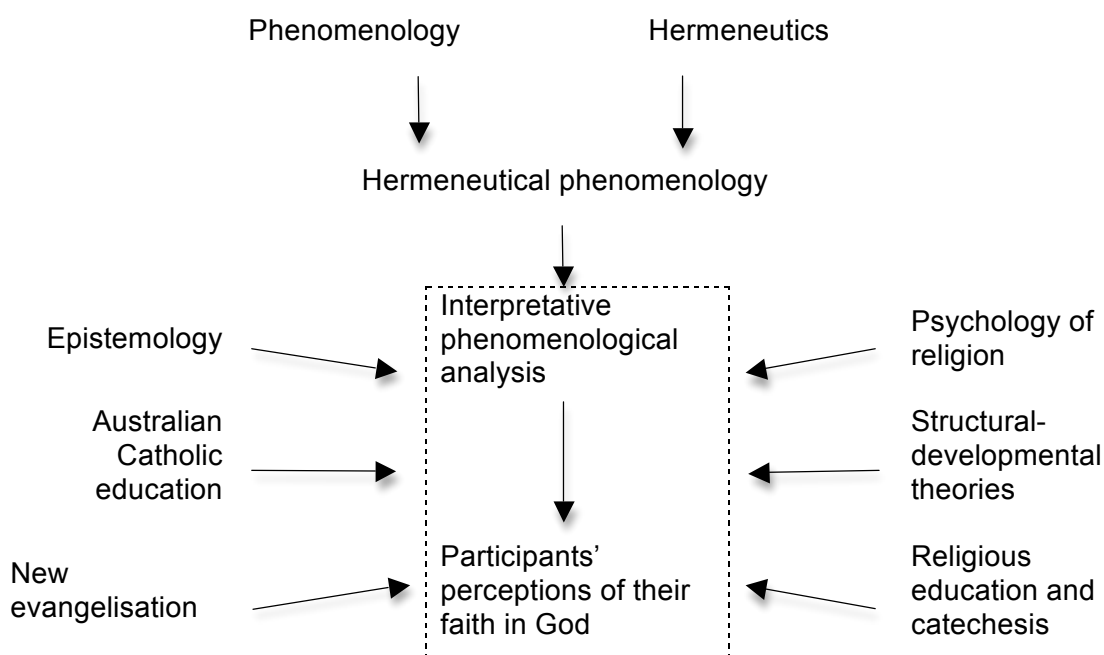 Phenomenology
Hermeneutics
Hermeneutical phenomenology
Interpretative
phenomenological
analysis
Epistemology
Psychology of
religion
Australian
Catholic
education
Structural-
developmental
theories
New
evangelisation
Participants’
perceptions of their
faith in God
Religious
education and
catechesis